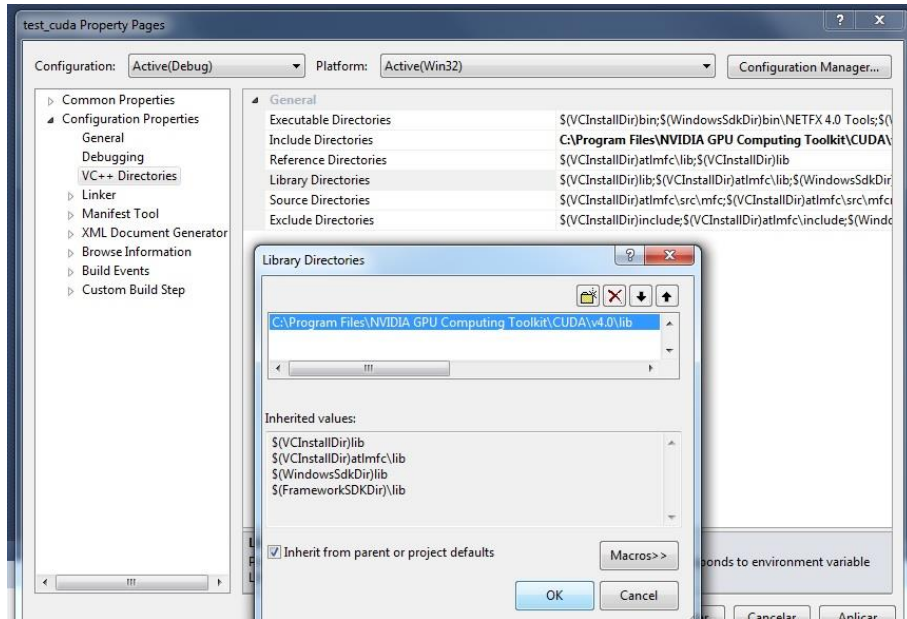 test_cuda Property Pages
Configuration: Active(Debug) Platform: Active(Win32) Configuration Manager...
Common Properties
Configuration Properties
General
Debugging
VC++ Directories
Linker
Manifest Tool
XML Document Generator
Browse Information
Build Events
Custom Build Step
General
Executable Directories $(VCInstallDir)bin;$(WindowsSdkDir)bin\NETFX 4.0 Tools;$(
Include Directories C:\Program Files\NVIDIA GPU Computing Toolkit\CUDA\
Reference Directories $(VCInstallDir)atlmfc\lib;$(VCInstallDir)lib
Library Directories $(VCInstallDir)lib;$(VCInstallDir)atlmfc\lib;$(WindowsSdkDir
Source Directories $(VCInstallDir)atlmfc\src\mfc;$(VCInstallDir)atlmfc\src\mfc
Exclude Directories $(VCInstallDir)include;$(VCInstallDir)atlmfc\include;$(Wind
Library Directories
C:\Program Files\NVIDIA GPU Computing Toolkit\CUDA\v4.0\lib
Inherited values:
$(VCInstallDir)lib
$(VCInstallDir)atlmfc\lib
$(WindowsSdkDir)lib
$(FrameworkSDKDir)\lib
Inherit from parent or project defaults
Macros>>
OK Cancel
to environment variable
Cancelar Aplicar